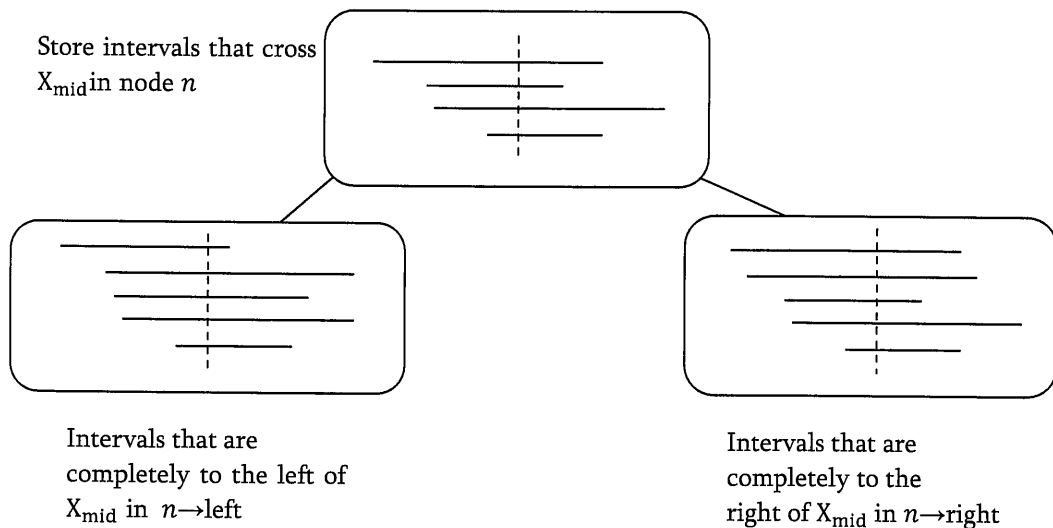 Store intervals that cross
X_mid in node n
Intervals that are
completely to the left of
X_mid in n→left
Intervals that are
completely to the
right of X_mid in n→right